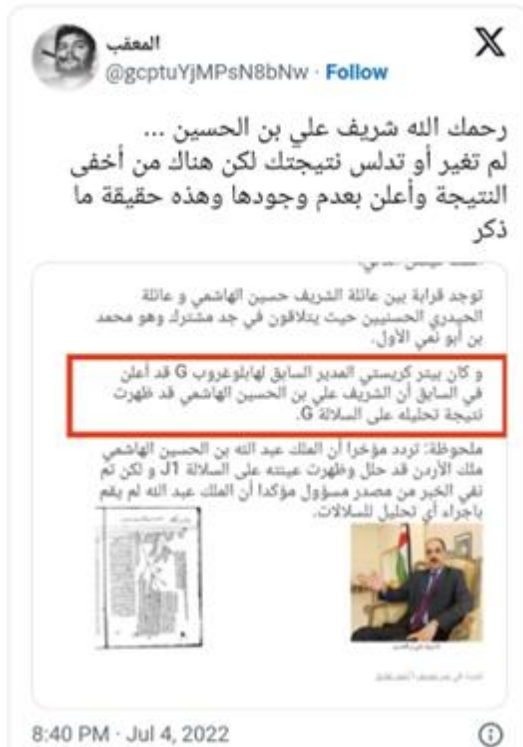 المعقب
@gcptuYjMPsN8bNw · Follow
رحمك الله شريف علي بن الحسين ...
لم تغير أو تدلس نتيجتك لكن هناك من أخفى
النتيجة وأعلن بعدم وجودها وهذه حقيقة ما
ذكر
توجد قرابة بين عائلة الشريف حسين الهاشمي و عائلة
الحيدري الحسنيين حيث يتلاقون في جد مشترك وهو محمد
بن أبو نمي الأول.
و كان بيتر كريستي المدير السابق لهابلوغروب G قد أعلن
في السابق أن الشريف علي بن الحسين الهاشمي قد ظهرت
نتيجة تحليله على السلالة G.
ملحوظة: تردد مؤخرا أن الملك عبد الله بن الحسين الهاشمي
ملك الأردن قد حلل وظهرت عينته على السلالة J1 و لكن تم
نفي الخبر من مصدر مسؤول مؤكدا أن الملك عبد الله لم يقم
باجراء أي تحليل للسلالات.
8:40 PM · Jul 4, 2022